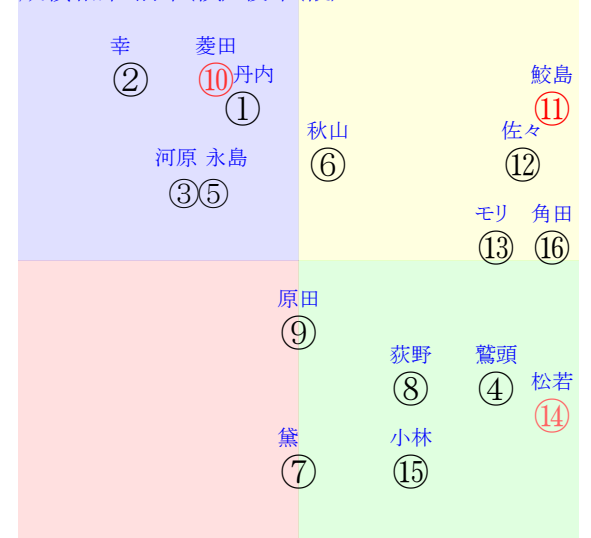 幸 菱田
② ⑩ 丹内
①
鮫島
⑪
秋山 佐々
⑥ ⑫
河原 永島
③⑤
モリ 角田
⑬ ⑯
原田
⑨
荻野 鷲頭
⑧ ④
松若
⑭
黛 小林
⑦ ⑮